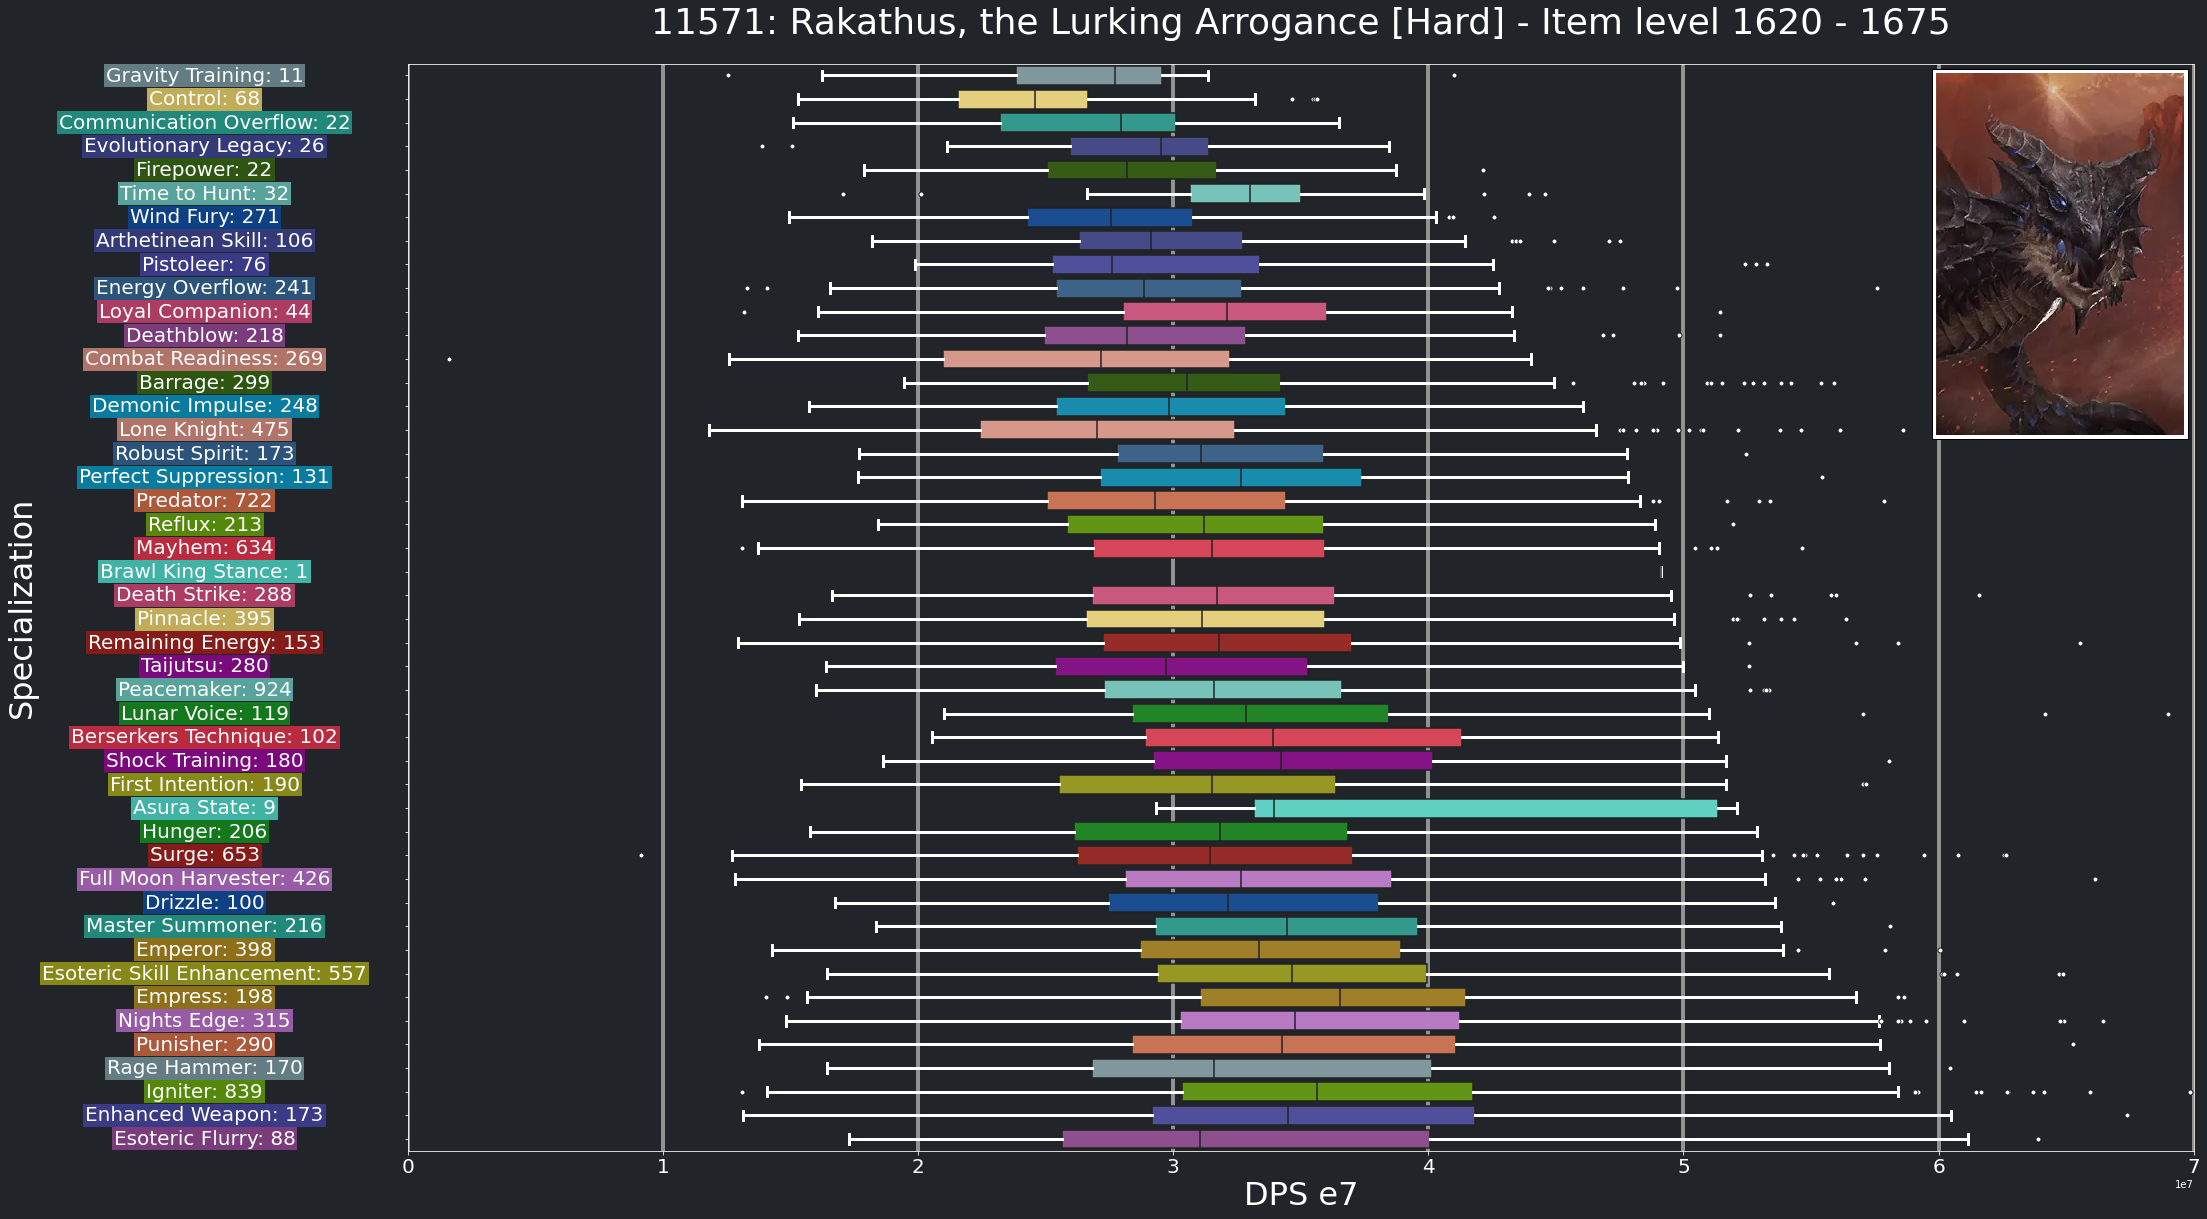 11571: Rakathus, the Lurking Arrogance [Hard] - Item level 1620 - 1675
Specialization
Gravity Training: 11
Control: 68
Communication Overflow: 22
Evolutionary Legacy: 26
Firepower: 22
Time to Hunt: 32
Wind Fury: 271
Arthetinean Skill: 106
Pistoleer: 76
Energy Overflow: 241
Loyal Companion: 44
Deathblow: 218
Combat Readiness: 269
Barrage: 299
Demonic Impulse: 248
Lone Knight: 475
Robust Spirit: 173
Perfect Suppression: 131
Predator: 722
Reflux: 213
Mayhem: 634
Brawl King Stance: 1
Death Strike: 288
Pinnacle: 395
Remaining Energy: 153
Taijutsu: 280
Peacemaker: 924
Lunar Voice: 119
Berserkers Technique: 102
Shock Training: 180
First Intention: 190
Asura State: 9
Hunger: 206
Surge: 653
Full Moon Harvester: 426
Drizzle: 100
Master Summoner: 216
Emperor: 398
Esoteric Skill Enhancement: 557
Empress: 198
Nights Edge: 315
Punisher: 290
Rage Hammer: 170
Igniter: 839
Enhanced Weapon: 173
Esoteric Flurry: 88
0 1 2 3 4 5 6 7
DPS e7
1e7